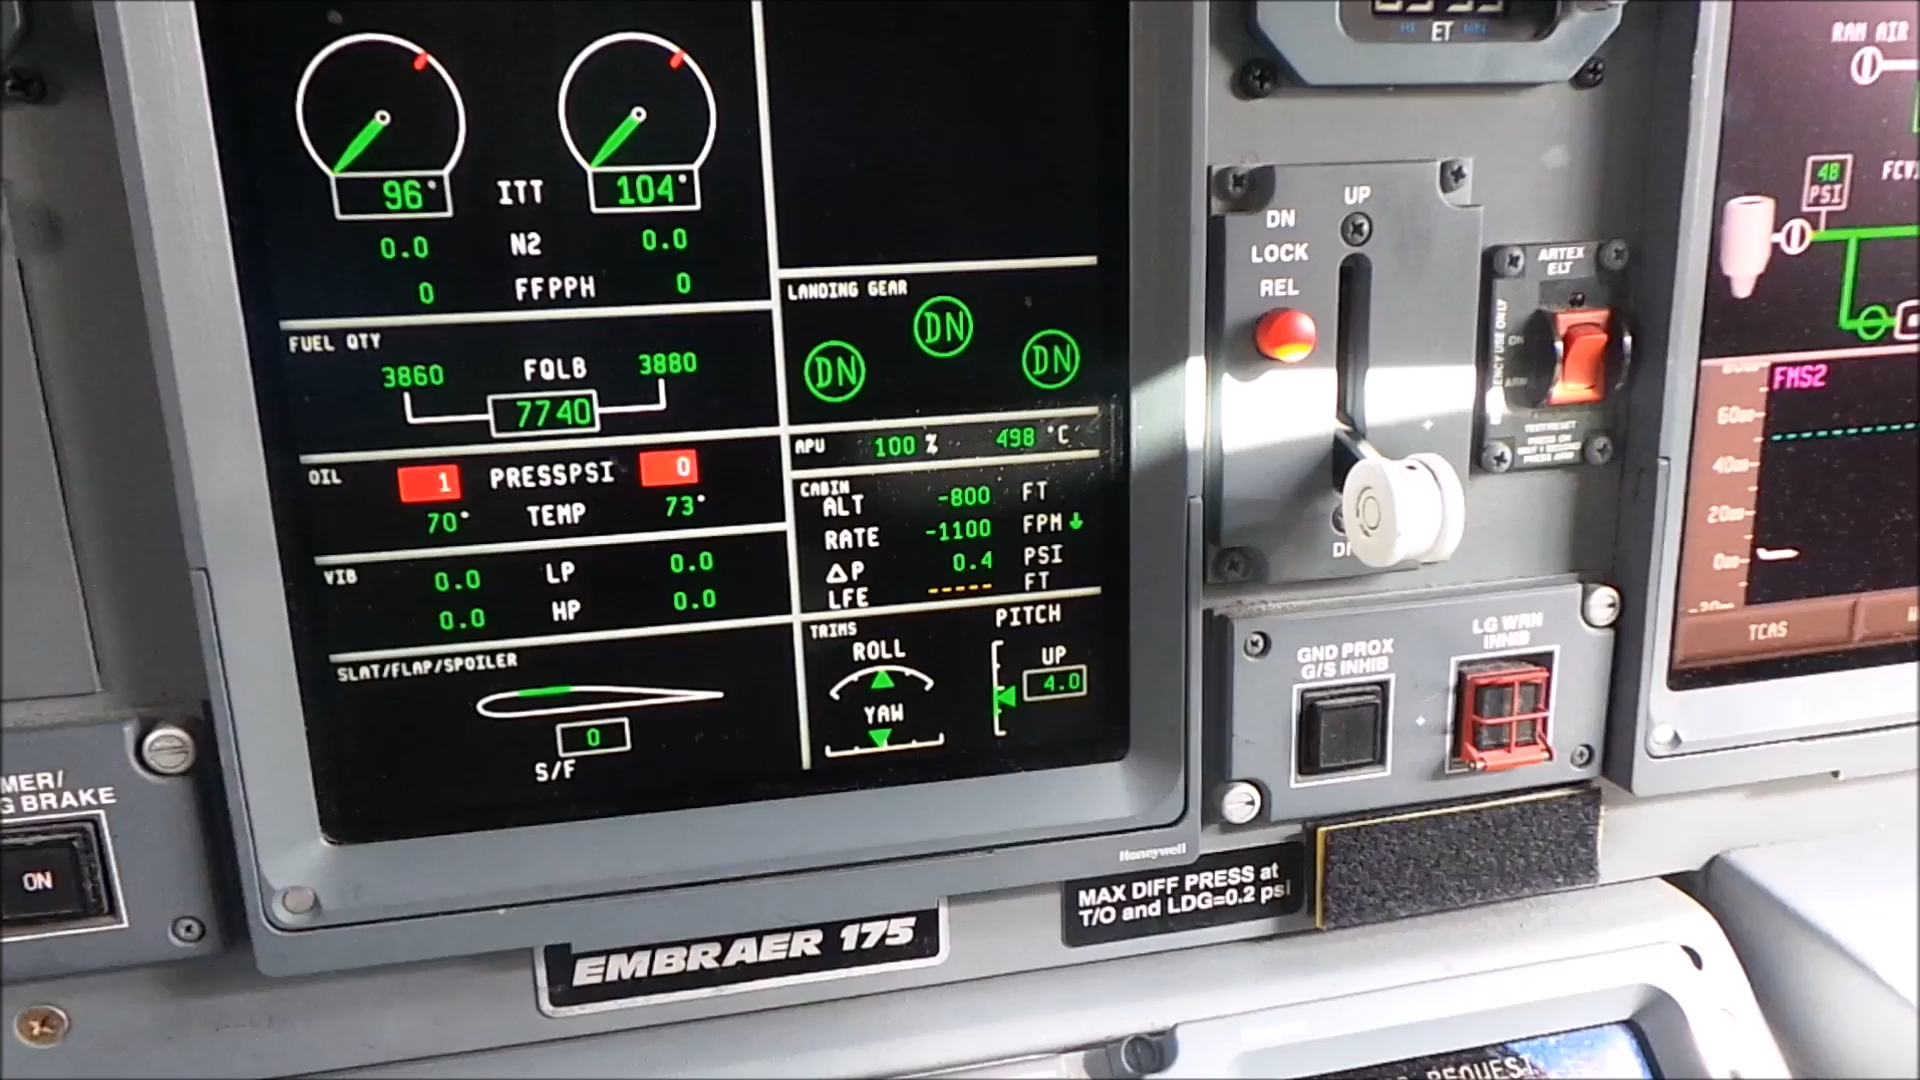 96° ITT 104°
0.0 N2 0.0
0 FFPPH 0
FUEL QTY
3860 FQLB 3880
7740
OIL 1 PRESSPSI 0
70° TEMP 73°
VIB 0.0 LP 0.0
0.0 HP 0.0
SLAT/FLAP/SPOILER
0
S/F
LANDING GEAR
DN
DN
DN
APU 100 % 498 °C
CABIN
ALT -800 FT
RATE -1100 FPM
ΔP 0.4 PSI
LFE ----- FT
TRIMS PITCH
ROLL UP
4.0
YAW
Honeywell
ET
UP
DN
LOCK
REL
ARTEX
ELT
RAM AIR
48
PSI
FMS2
TCAS
GND PROX
G/S INHIB
LG WRN
INHIB
MAX DIFF PRESS at
T/O and LDG=0.2 psi
EMBRAER 175
BRAKE
ON
REQUEST